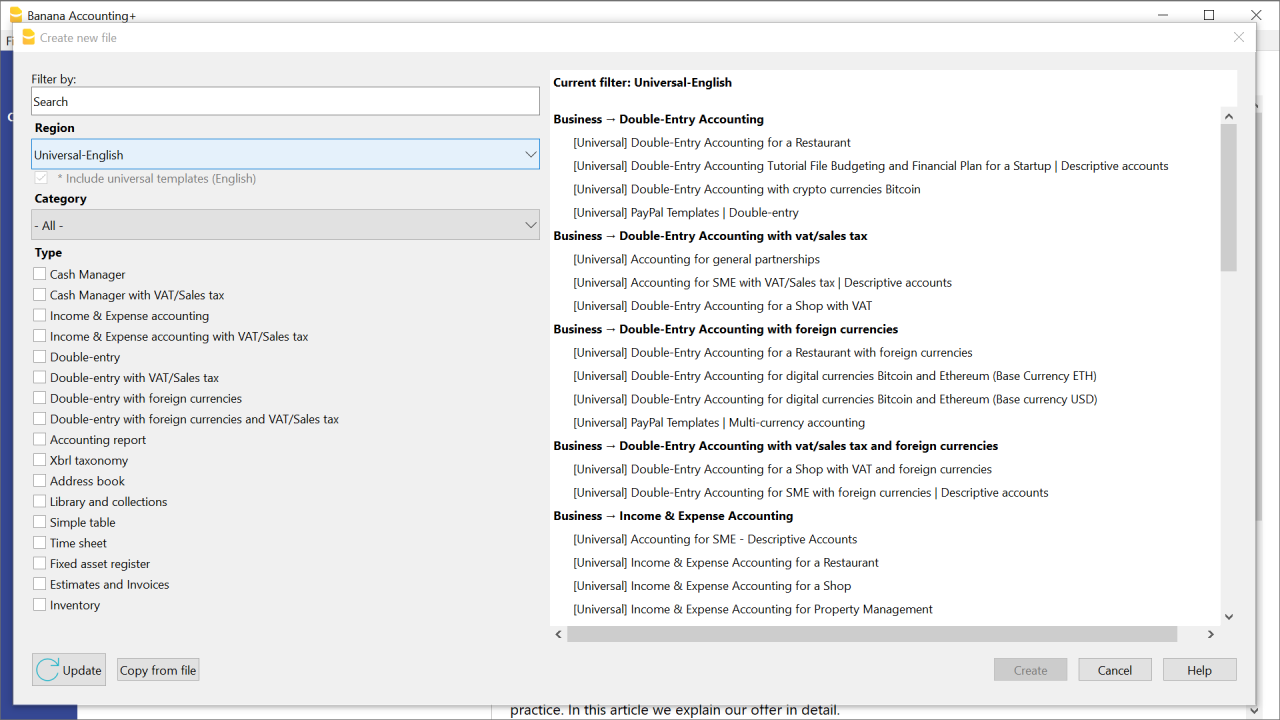 Banana Accounting+
Create new file
Filter by:
Search
Region
Universal-English
* Include universal templates (English)
Category
- All -
Type
Cash Manager
Cash Manager with VAT/Sales tax
Income & Expense accounting
Income & Expense accounting with VAT/Sales tax
Double-entry
Double-entry with VAT/Sales tax
Double-entry with foreign currencies
Double-entry with foreign currencies and VAT/Sales tax
Accounting report
Xbrl taxonomy
Address book
Library and collections
Simple table
Time sheet
Fixed asset register
Estimates and Invoices
Inventory
Update
Copy from file
Current filter: Universal-English
Business → Double-Entry Accounting
[Universal] Double-Entry Accounting for a Restaurant
[Universal] Double-Entry Accounting Tutorial File Budgeting and Financial Plan for a Startup | Descriptive accounts
[Universal] Double-Entry Accounting with crypto currencies Bitcoin
[Universal] PayPal Templates | Double-entry
Business → Double-Entry Accounting with vat/sales tax
[Universal] Accounting for general partnerships
[Universal] Accounting for SME with VAT/Sales tax | Descriptive accounts
[Universal] Double-Entry Accounting for a Shop with VAT
Business → Double-Entry Accounting with foreign currencies
[Universal] Double-Entry Accounting for a Restaurant with foreign currencies
[Universal] Double-Entry Accounting for digital currencies Bitcoin and Ethereum (Base Currency ETH)
[Universal] Double-Entry Accounting for digital currencies Bitcoin and Ethereum (Base currency USD)
[Universal] PayPal Templates | Multi-currency accounting
Business → Double-Entry Accounting with vat/sales tax and foreign currencies
[Universal] Double-Entry Accounting for a Shop with VAT and foreign currencies
[Universal] Double-Entry Accounting for SME with foreign currencies | Descriptive accounts
Business → Income & Expense Accounting
[Universal] Accounting for SME - Descriptive Accounts
[Universal] Income & Expense Accounting for a Restaurant
[Universal] Income & Expense Accounting for a Shop
[Universal] Income & Expense Accounting for Property Management
Create
Cancel
Help
practice. In this article we explain our offer in detail.